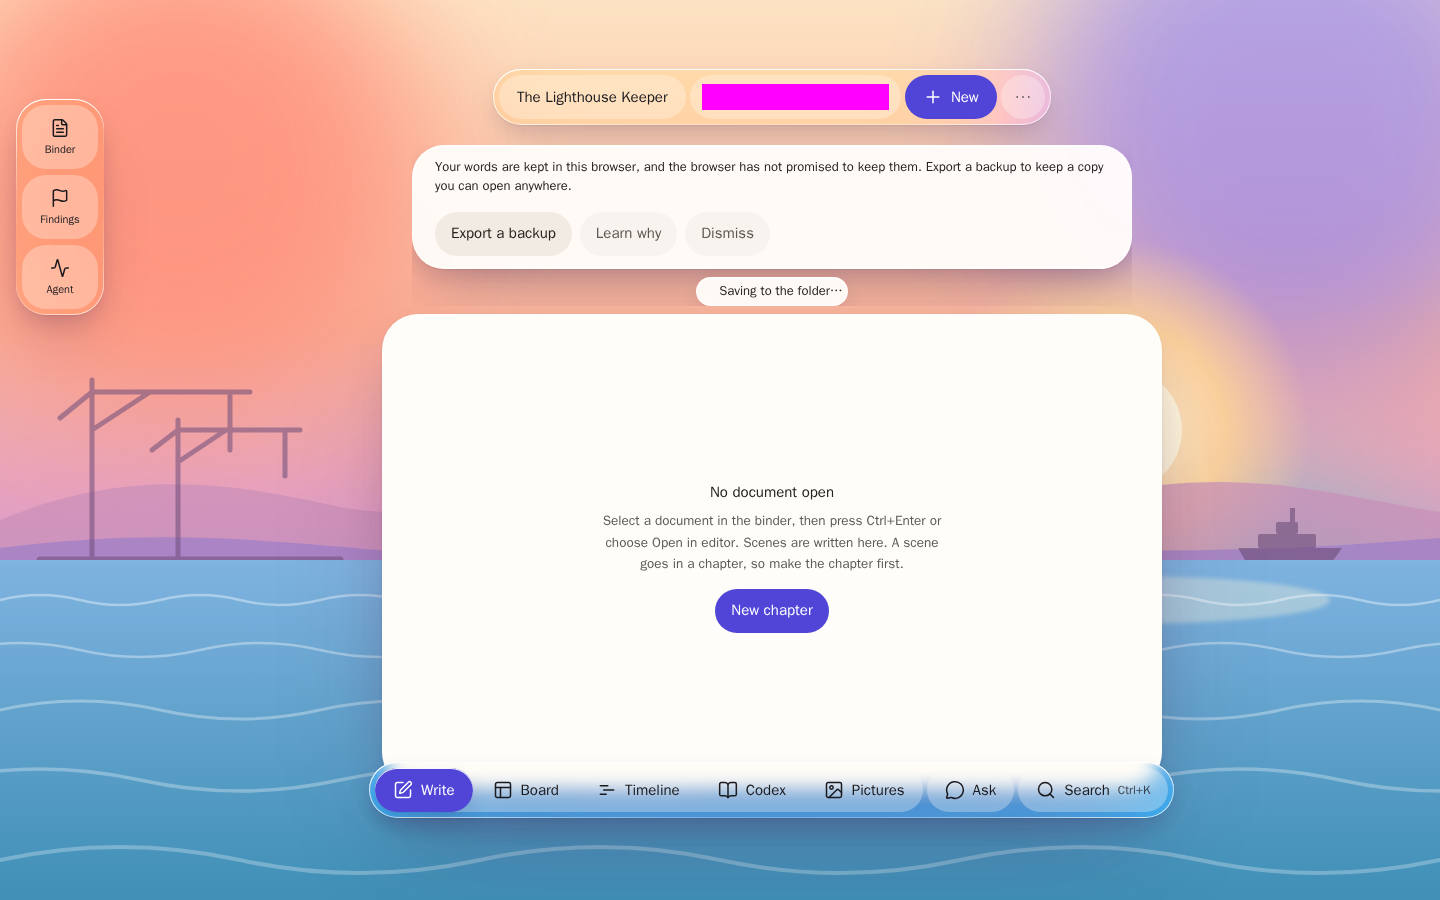 The Lighthouse Keeper
New
Binder
Findings
Agent
Your words are kept in this browser, and the browser has not promised to keep them. Export a backup to keep a copy
you can open anywhere.
Export a backup
Learn why
Dismiss
Saving to the folder…
No document open
Select a document in the binder, then press Ctrl+Enter or
choose Open in editor. Scenes are written here. A scene
goes in a chapter, so make the chapter first.
New chapter
Write
Board
Timeline
Codex
Pictures
Ask
Search Ctrl+K